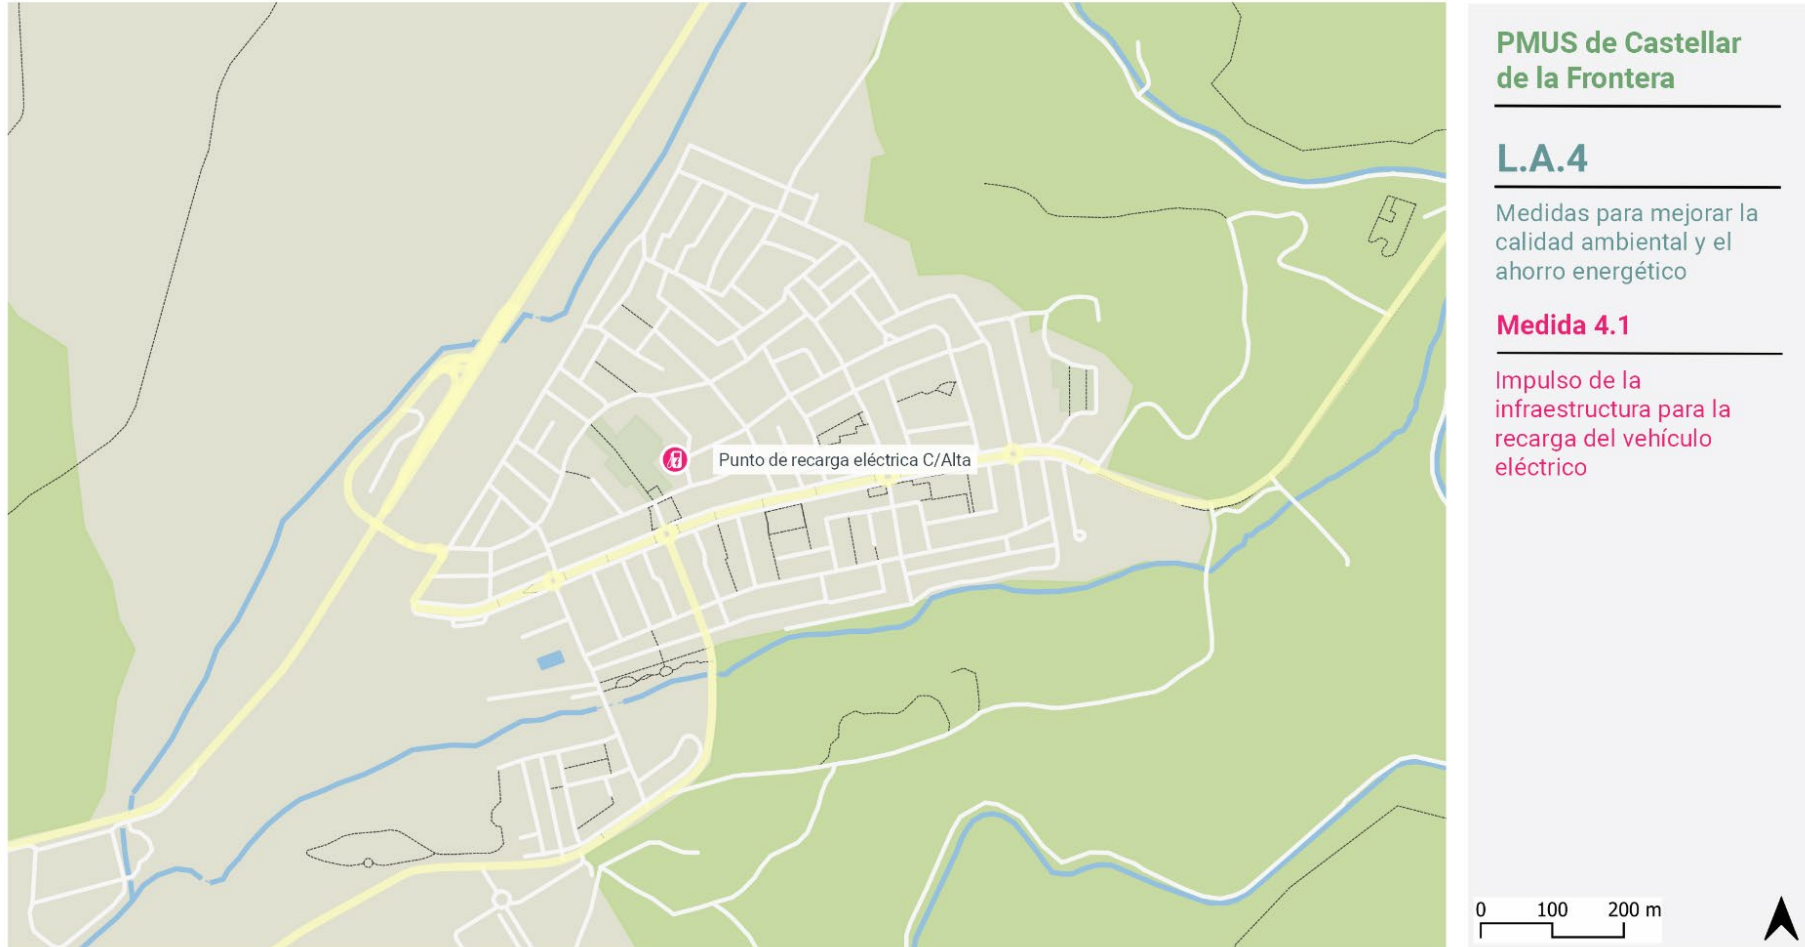 PMUS de Castellar
de la Frontera
L.A.4
Medidas para mejorar la
calidad ambiental y el
ahorro energético
Medida 4.1
Impulso de la
infraestructura para la
recarga del vehículo
eléctrico
Punto de recarga eléctrica C/Alta
0 100 200 m